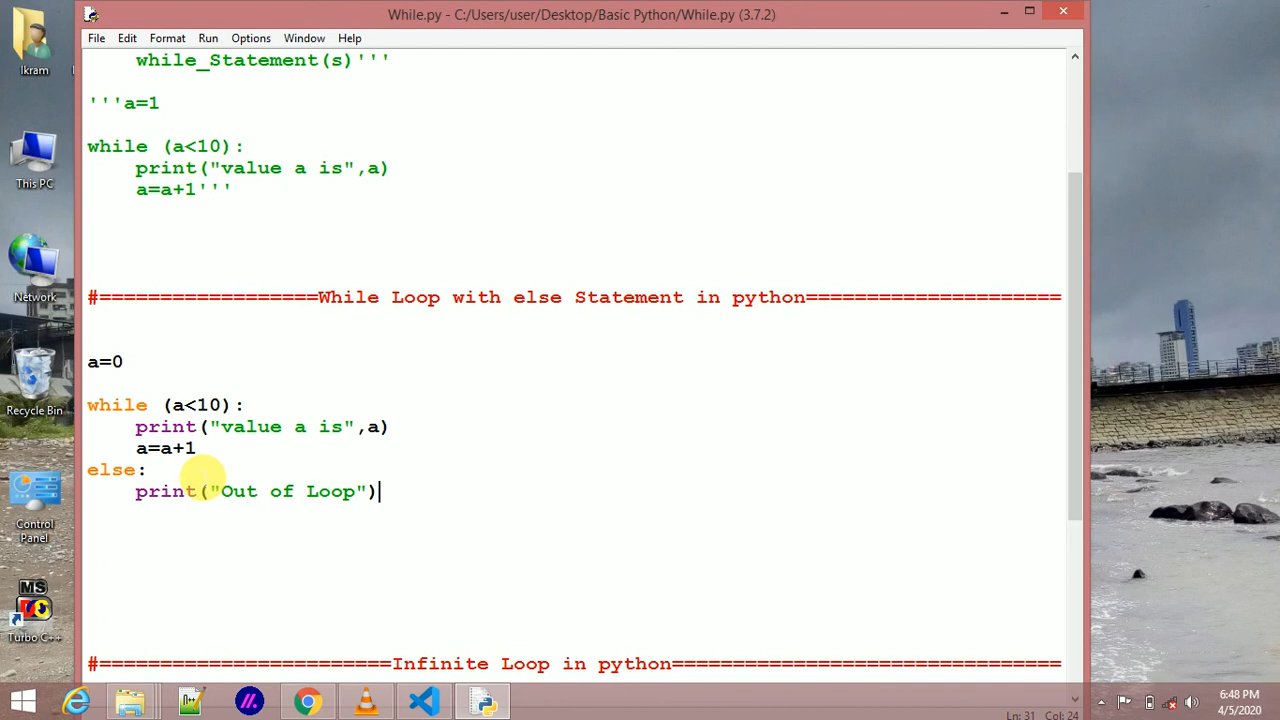 While.py - C:/Users/user/Desktop/Basic Python/While.py (3.7.2)
File Edit Format Run Options Window Help
while_Statement(s)'''
'''a=1
while (a<10):
print("value a is",a)
a=a+1'''
#==================While Loop with else Statement in python=====================
a=0
while (a<10):
print("value a is",a)
a=a+1
else:
print("Out of Loop")
#========================Infinite Loop in python================================
Ln: 31 Col: 24
Ikram
This PC
Network
Recycle Bin
Control
Panel
MS
Turbo C++
6:48 PM
4/5/2020